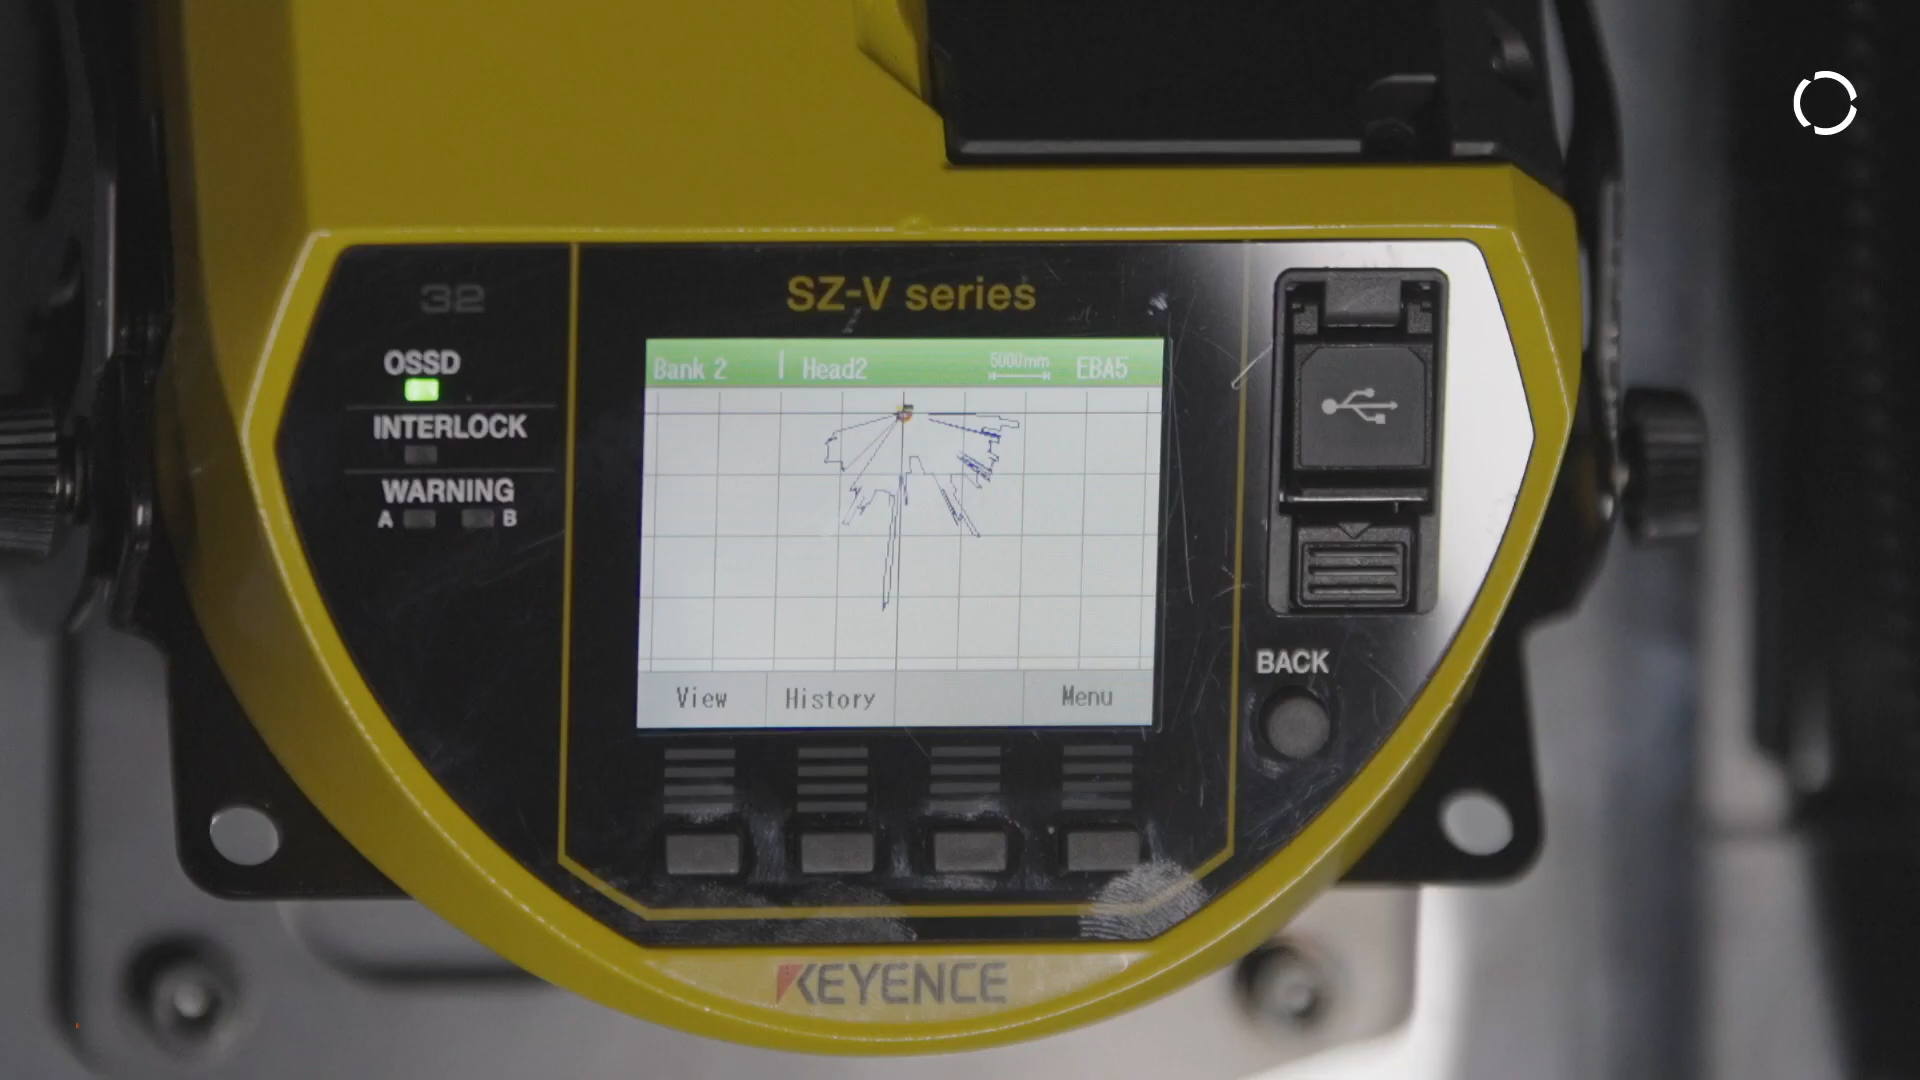 32
SZ-V series
OSSD
INTERLOCK
WARNING
A B
Bank 2 | Head2 5000mm EBA5
View History Menu
BACK
KEYENCE